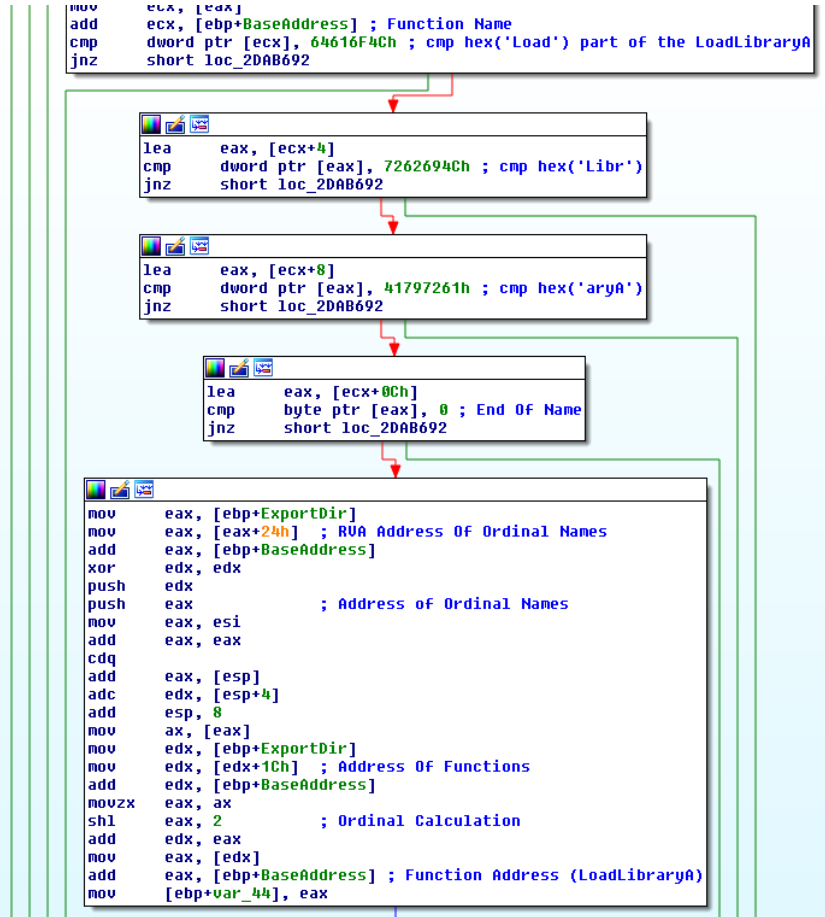 mov ecx, [eax]
add ecx, [ebp+BaseAddress] ; Function Name
cmp dword ptr [ecx], 64616F4Ch ; cmp hex('Load') part of the LoadLibraryA
jnz short loc_2DAB692
lea eax, [ecx+4]
cmp dword ptr [eax], 7262694Ch ; cmp hex('Libr')
jnz short loc_2DAB692
lea eax, [ecx+8]
cmp dword ptr [eax], 41797261h ; cmp hex('aryA')
jnz short loc_2DAB692
lea eax, [ecx+0Ch]
cmp byte ptr [eax], 0 ; End Of Name
jnz short loc_2DAB692
mov eax, [ebp+ExportDir]
mov eax, [eax+24h] ; RVA Address Of Ordinal Names
add eax, [ebp+BaseAddress]
xor edx, edx
push edx
push eax ; Address of Ordinal Names
mov eax, esi
add eax, eax
cdq
add eax, [esp]
adc edx, [esp+4]
add esp, 8
mov ax, [eax]
mov edx, [ebp+ExportDir]
mov edx, [edx+1Ch] ; Address Of Functions
add edx, [ebp+BaseAddress]
movzx eax, ax
shl eax, 2 ; Ordinal Calculation
add edx, eax
mov eax, [edx]
add eax, [ebp+BaseAddress] ; Function Address (LoadLibraryA)
mov [ebp+var_44], eax